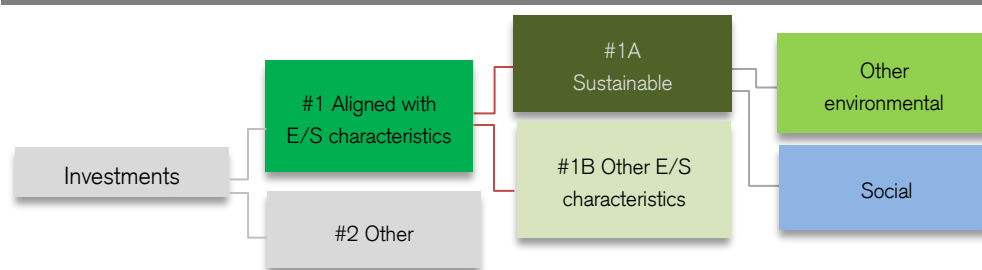 Investments
#1 Aligned with
E/S characteristics
#2 Other
#1A
Sustainable
#1B Other E/S
characteristics
Other
environmental
Social